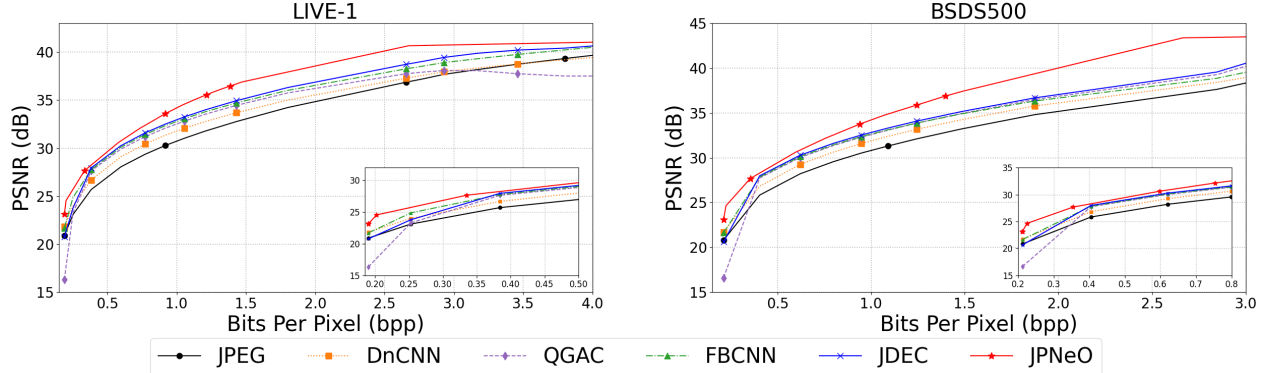 LIVE-1
PSNR (dB)
40
35
30
25
20
15
0.5 1.0 1.5 2.0 2.5 3.0 3.5 4.0
Bits Per Pixel (bpp)
30
25
20
15
0.20 0.25 0.30 0.35 0.40 0.45 0.50
BSDS500
PSNR (dB)
45
40
35
30
25
20
15
0.5 1.0 1.5 2.0 2.5 3.0
Bits Per Pixel (bpp)
35
30
25
20
15
0.2 0.3 0.4 0.5 0.6 0.7 0.8
JPEG DnCNN QGAC FBCNN JDEC JPNeO